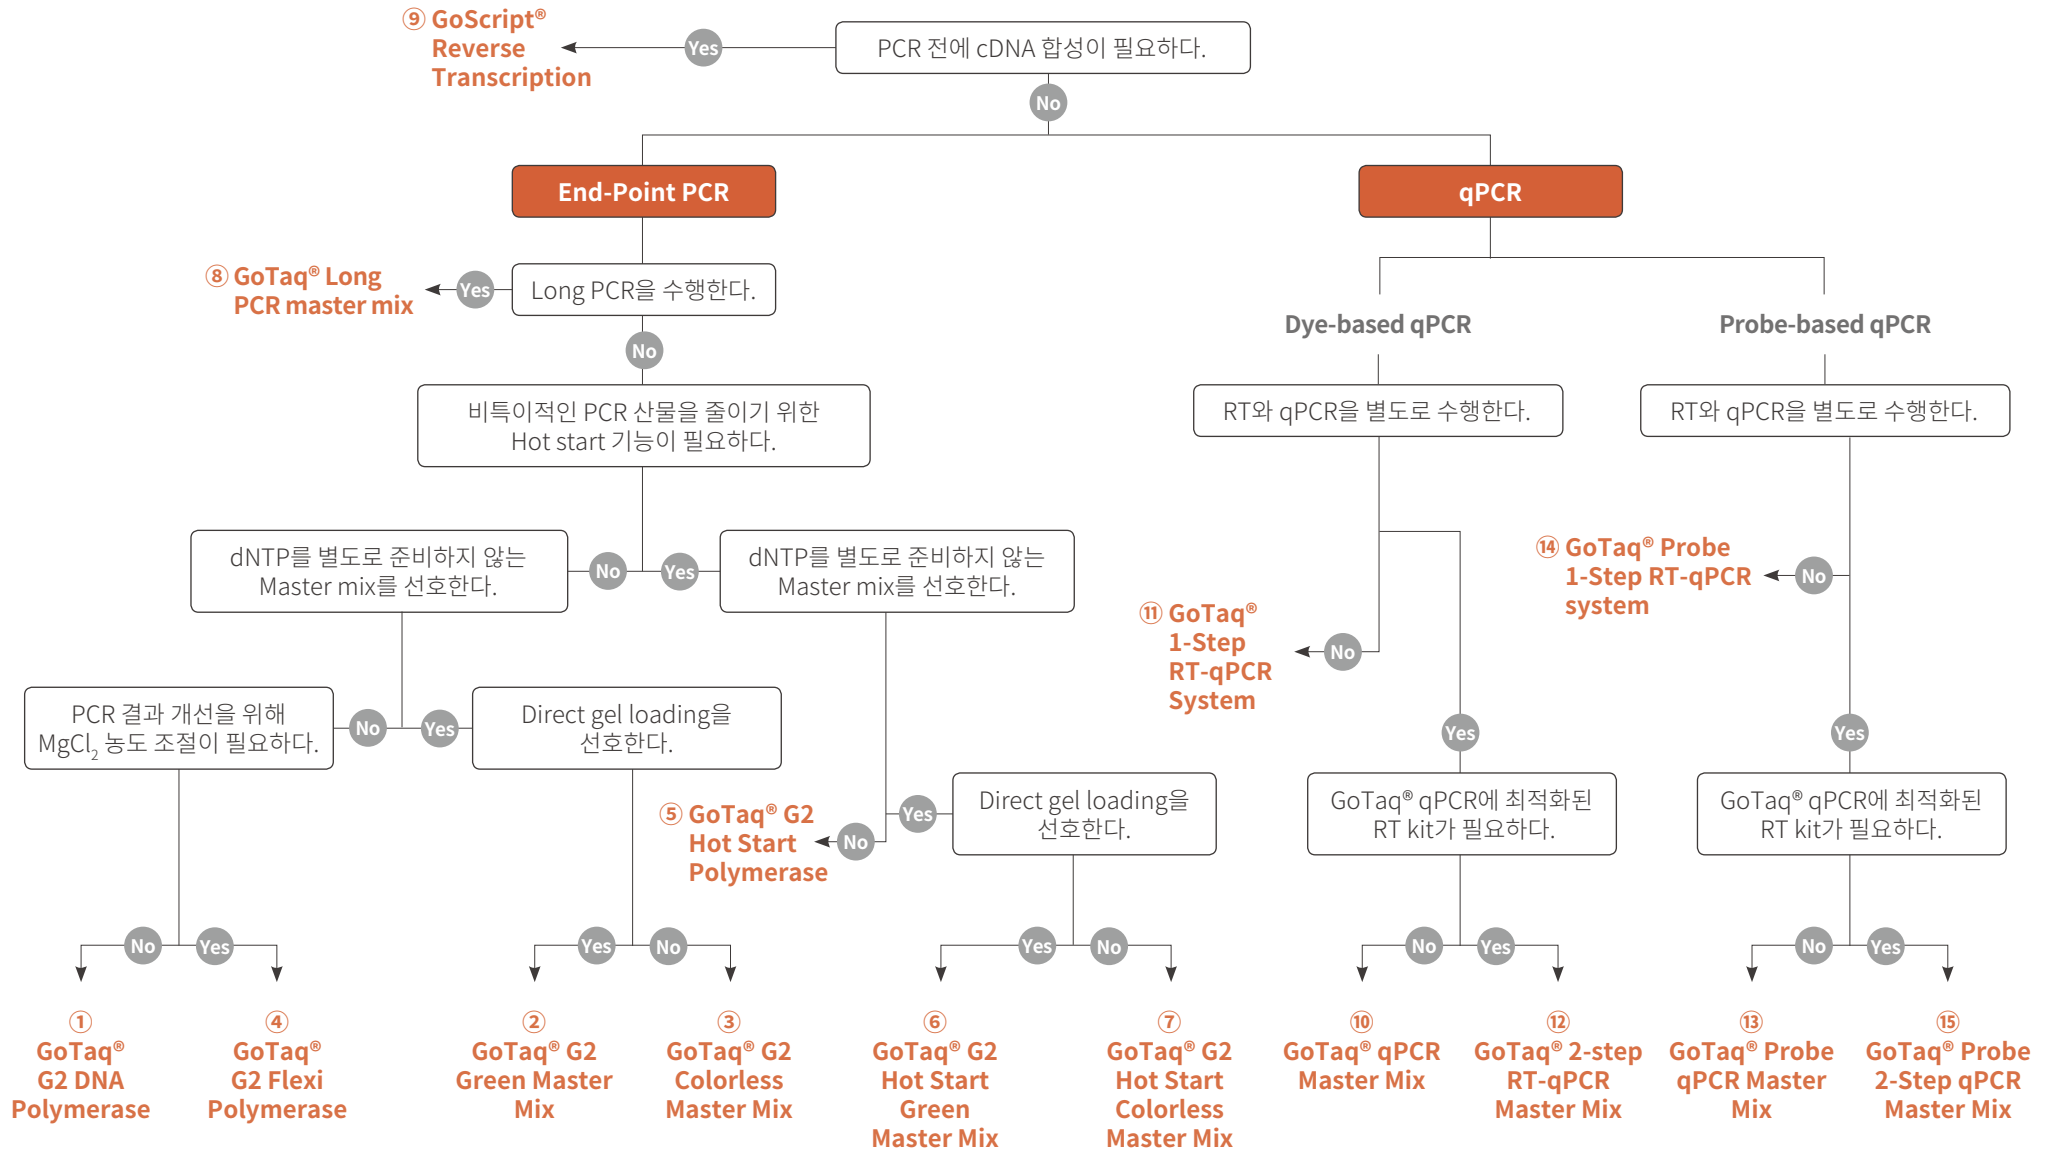 ⑨ GoScript®
Reverse
Transcription
Yes
PCR 전에 cDNA 합성이 필요하다.
No
End-Point PCR
qPCR
⑧ GoTaq® Long
PCR master mix
Yes
Long PCR을 수행한다.
No
Dye-based qPCR
Probe-based qPCR
비특이적인 PCR 산물을 줄이기 위한
Hot start 기능이 필요하다.
RT와 qPCR을 별도로 수행한다.
RT와 qPCR을 별도로 수행한다.
dNTP를 별도로 준비하지 않는
Master mix를 선호한다.
No
Yes
dNTP를 별도로 준비하지 않는
Master mix를 선호한다.
⑭ GoTaq® Probe
1-Step RT-qPCR
system
No
⑪ GoTaq®
1-Step
RT-qPCR
System
No
PCR 결과 개선을 위해
MgCl₂ 농도 조절이 필요하다.
No
Yes
Direct gel loading을
선호한다.
Yes
Yes
⑤ GoTaq® G2
Hot Start
Polymerase
No
Yes
Direct gel loading을
선호한다.
GoTaq® qPCR에 최적화된
RT kit가 필요하다.
GoTaq® qPCR에 최적화된
RT kit가 필요하다.
No
Yes
Yes
No
Yes
No
No
Yes
No
Yes
①
GoTaq®
G2 DNA
Polymerase
④
GoTaq®
G2 Flexi
Polymerase
②
GoTaq® G2
Green Master
Mix
③
GoTaq® G2
Colorless
Master Mix
⑥
GoTaq® G2
Hot Start
Green
Master Mix
⑦
GoTaq® G2
Hot Start
Colorless
Master Mix
⑩
GoTaq® qPCR
Master Mix
⑫
GoTaq® 2-step
RT-qPCR
Master Mix
⑬
GoTaq® Probe
qPCR Master
Mix
⑮
GoTaq® Probe
2-Step qPCR
Master Mix